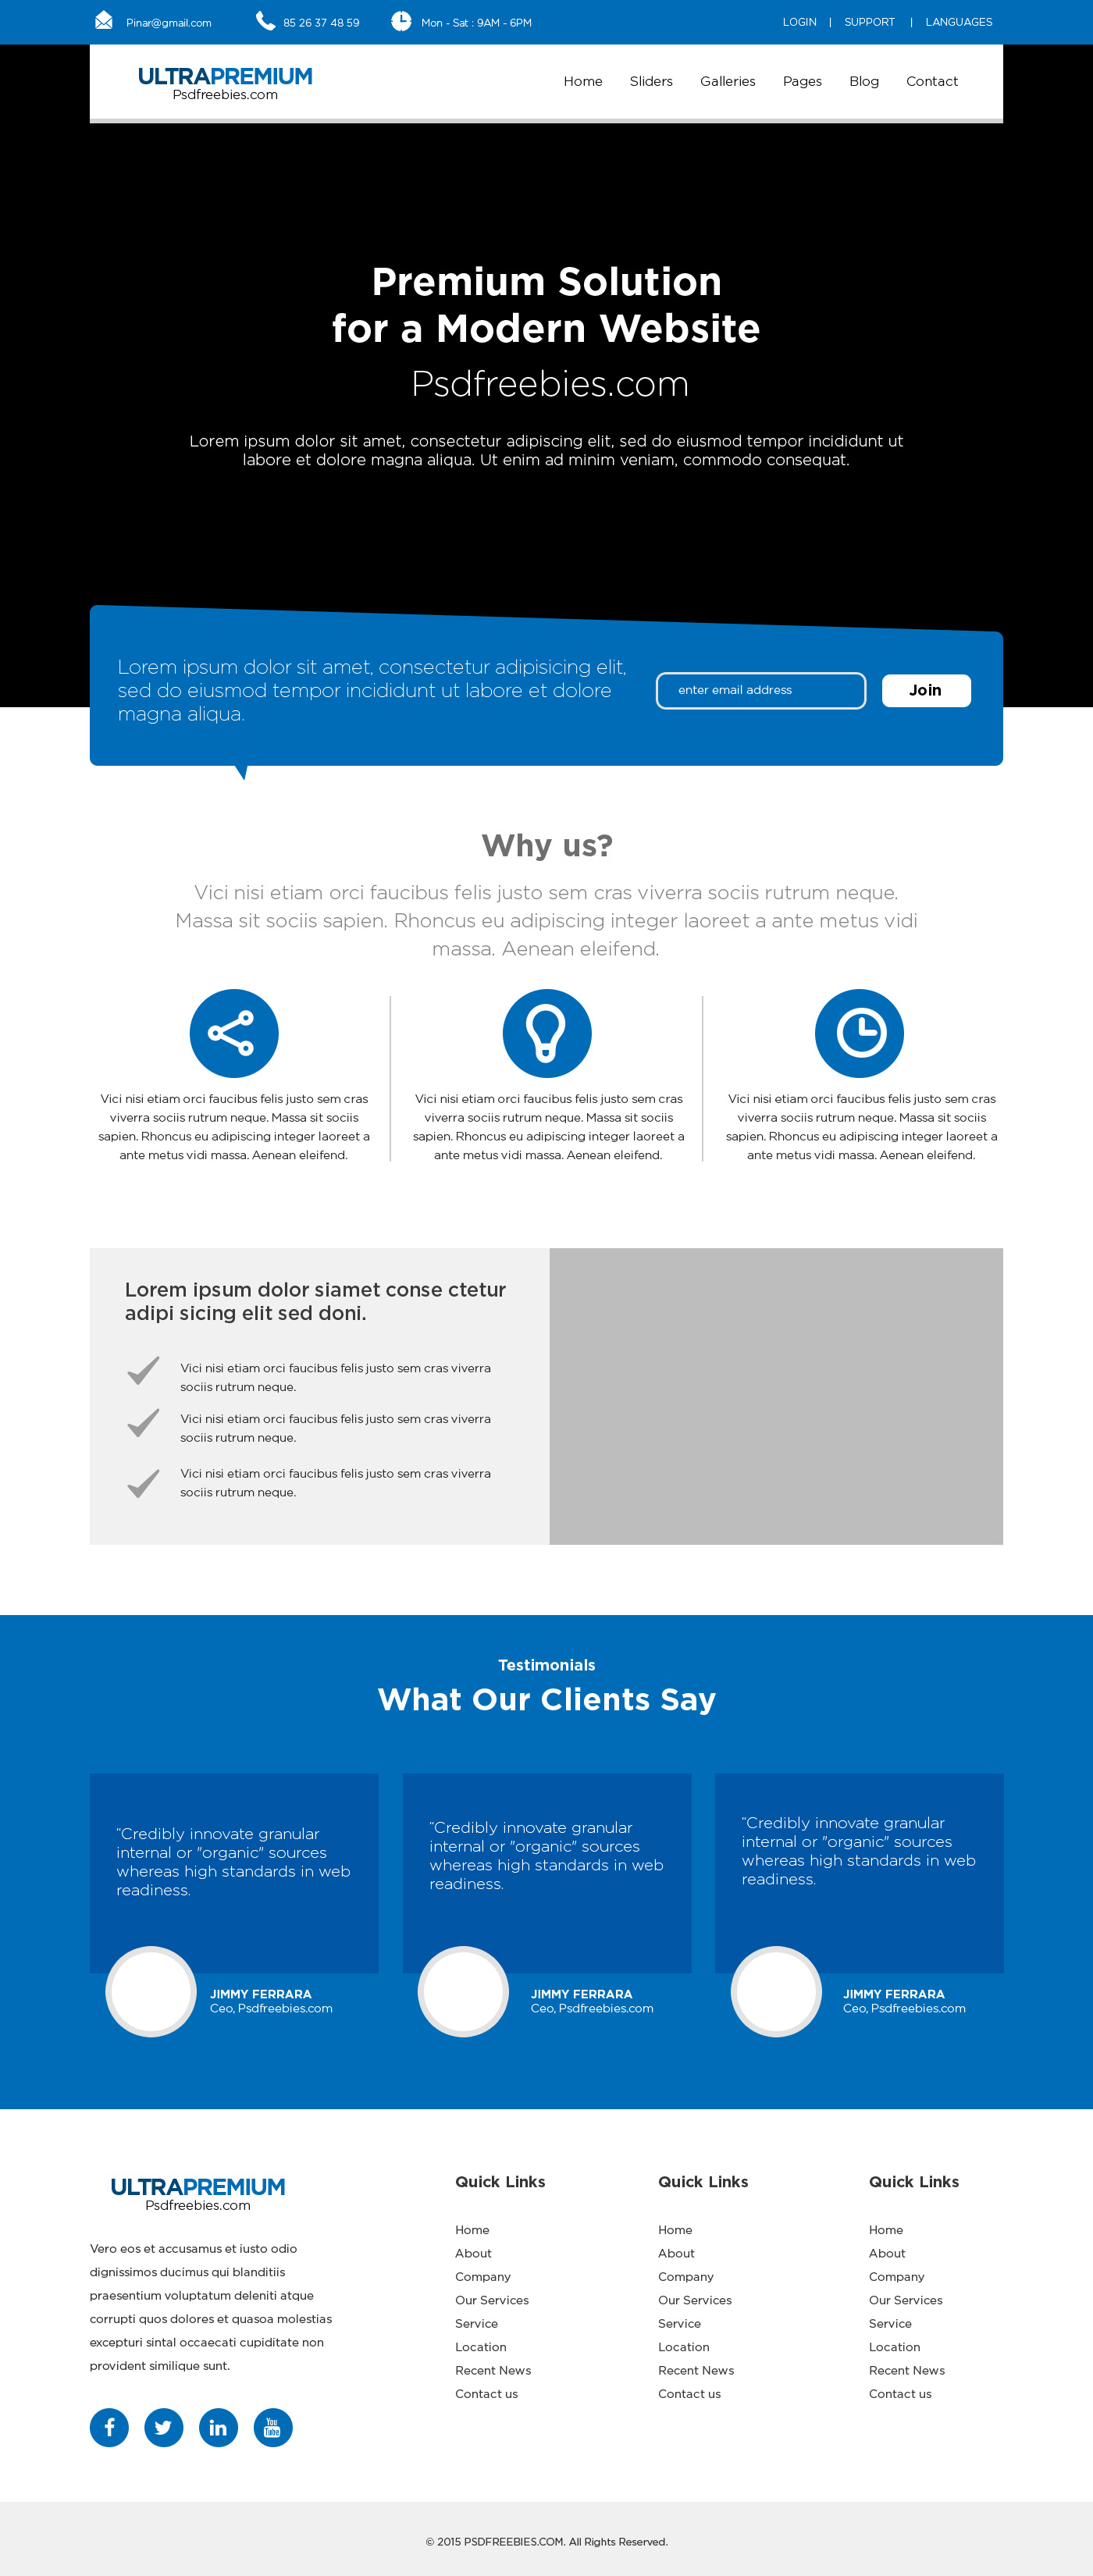 Pinar@gmail.com 85 26 37 48 59 Mon - Sat : 9AM - 6PM LOGIN | SUPPORT | LANGUAGES
ULTRAPREMIUM
Psdfreebies.com
Home Sliders Galleries Pages Blog Contact
Premium Solution
for a Modern Website
Psdfreebies.com
Lorem ipsum dolor sit amet, consectetur adipiscing elit, sed do eiusmod tempor incididunt ut
labore et dolore magna aliqua. Ut enim ad minim veniam, commodo consequat.
Lorem ipsum dolor sit amet, consectetur adipisicing elit,
sed do eiusmod tempor incididunt ut labore et dolore
magna aliqua.
enter email address
Join
Why us?
Vici nisi etiam orci faucibus felis justo sem cras viverra sociis rutrum neque.
Massa sit sociis sapien. Rhoncus eu adipiscing integer laoreet a ante metus vidi
massa. Aenean eleifend.
Vici nisi etiam orci faucibus felis justo sem cras
viverra sociis rutrum neque. Massa sit sociis
sapien. Rhoncus eu adipiscing integer laoreet a
ante metus vidi massa. Aenean eleifend.
Vici nisi etiam orci faucibus felis justo sem cras
viverra sociis rutrum neque. Massa sit sociis
sapien. Rhoncus eu adipiscing integer laoreet a
ante metus vidi massa. Aenean eleifend.
Vici nisi etiam orci faucibus felis justo sem cras
viverra sociis rutrum neque. Massa sit sociis
sapien. Rhoncus eu adipiscing integer laoreet a
ante metus vidi massa. Aenean eleifend.
Lorem ipsum dolor siamet conse ctetur
adipi sicing elit sed doni.
Vici nisi etiam orci faucibus felis justo sem cras viverra
sociis rutrum neque.
Vici nisi etiam orci faucibus felis justo sem cras viverra
sociis rutrum neque.
Vici nisi etiam orci faucibus felis justo sem cras viverra
sociis rutrum neque.
Testimonials
What Our Clients Say
"Credibly innovate granular
internal or "organic" sources
whereas high standards in web
readiness.
JIMMY FERRARA
Ceo, Psdfreebies.com
"Credibly innovate granular
internal or "organic" sources
whereas high standards in web
readiness.
JIMMY FERRARA
Ceo, Psdfreebies.com
"Credibly innovate granular
internal or "organic" sources
whereas high standards in web
readiness.
JIMMY FERRARA
Ceo, Psdfreebies.com
ULTRAPREMIUM
Psdfreebies.com
Vero eos et accusamus et iusto odio
dignissimos ducimus qui blanditiis
praesentium voluptatum deleniti atque
corrupti quos dolores et quasoa molestias
excepturi sintal occaecati cupiditate non
provident similique sunt.
f
in
You
Tube
Quick Links
Home
About
Company
Our Services
Service
Location
Recent News
Contact us
Quick Links
Home
About
Company
Our Services
Service
Location
Recent News
Contact us
Quick Links
Home
About
Company
Our Services
Service
Location
Recent News
Contact us
© 2015 PSDFREEBIES.COM. All Rights Reserved.